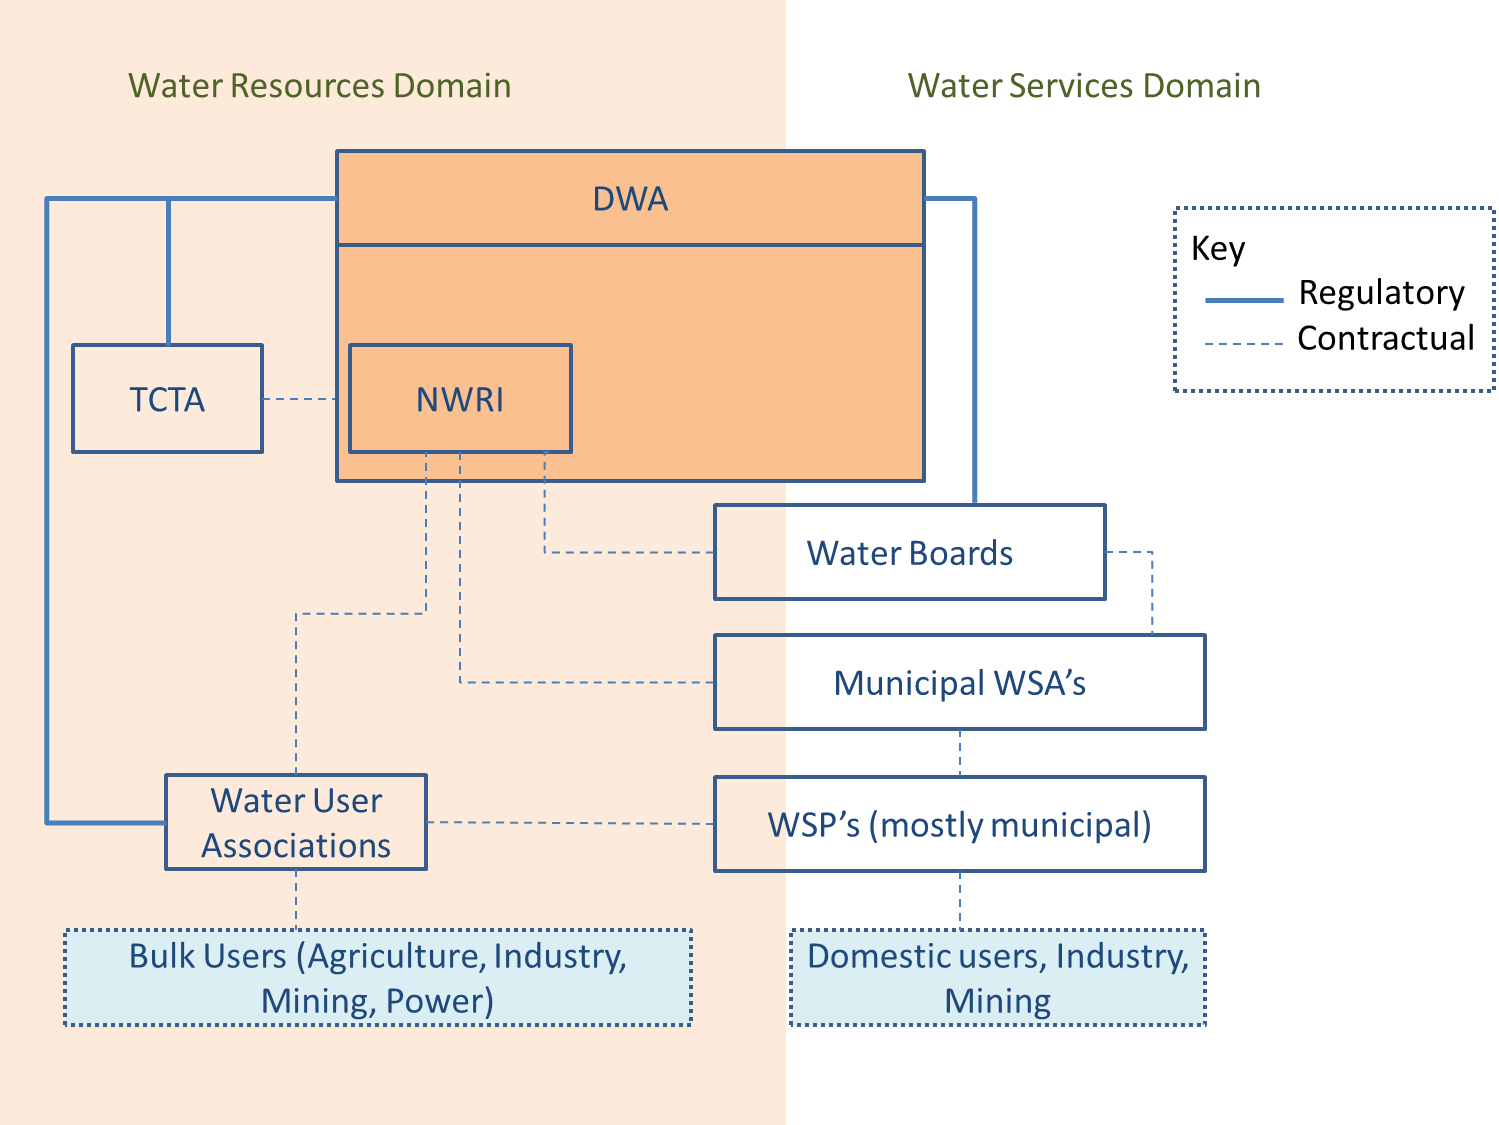 Water Resources Domain
Water Services Domain
DWA
Key
Regulatory
Contractual
TCTA
NWRI
Water Boards
Municipal WSA’s
Water User
Associations
WSP’s (mostly municipal)
Bulk Users (Agriculture, Industry,
Mining, Power)
Domestic users, Industry,
Mining